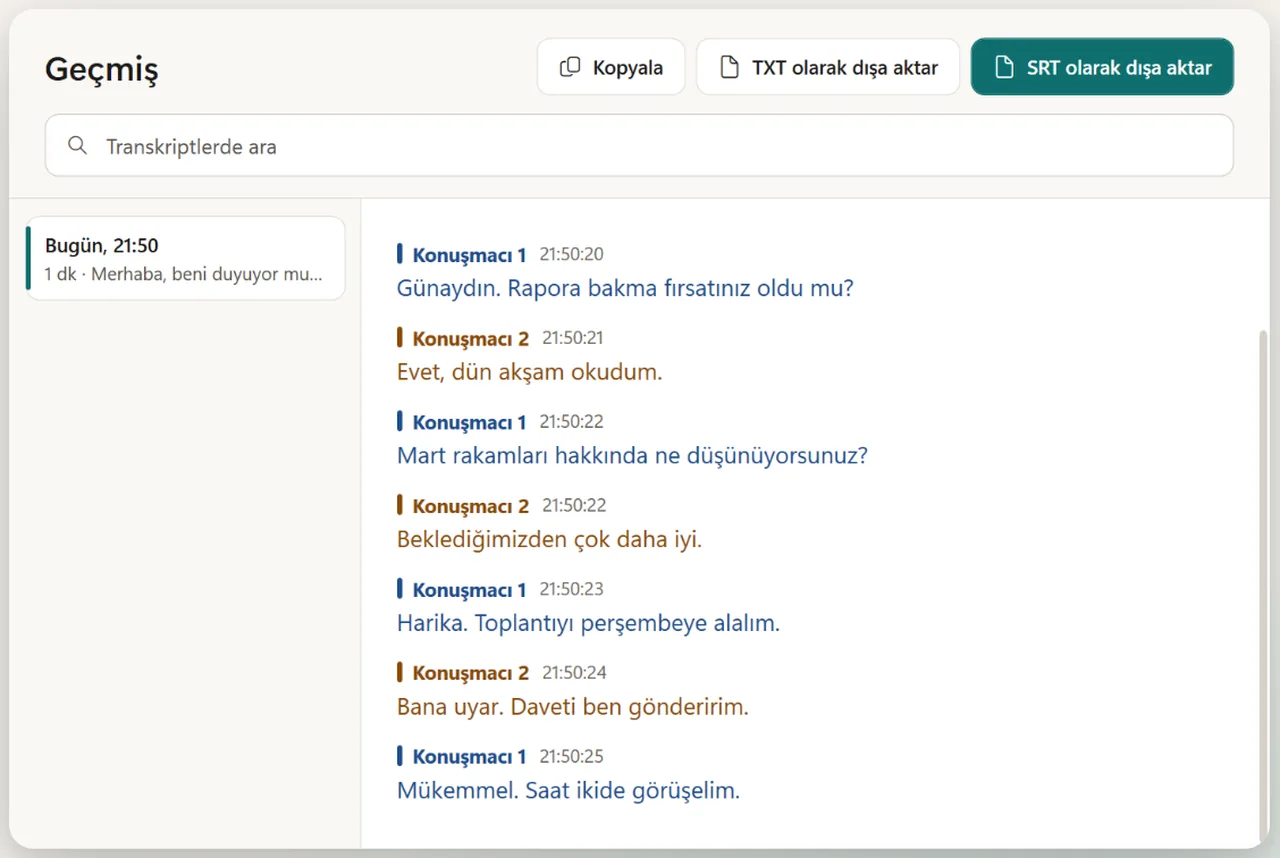 Geçmiş
Kopyala
TXT olarak dışa aktar
SRT olarak dışa aktar
Transkriptlerde ara
Bugün, 21:50
1 dk · Merhaba, beni duyuyor mu...
Konuşmacı 1 21:50:20
Günaydın. Rapora bakma fırsatınız oldu mu?
Konuşmacı 2 21:50:21
Evet, dün akşam okudum.
Konuşmacı 1 21:50:22
Mart rakamları hakkında ne düşünüyorsunuz?
Konuşmacı 2 21:50:22
Beklediğimizden çok daha iyi.
Konuşmacı 1 21:50:23
Harika. Toplantıyı perşembeye alalım.
Konuşmacı 2 21:50:24
Bana uyar. Daveti ben gönderirim.
Konuşmacı 1 21:50:25
Mükemmel. Saat ikide görüşelim.